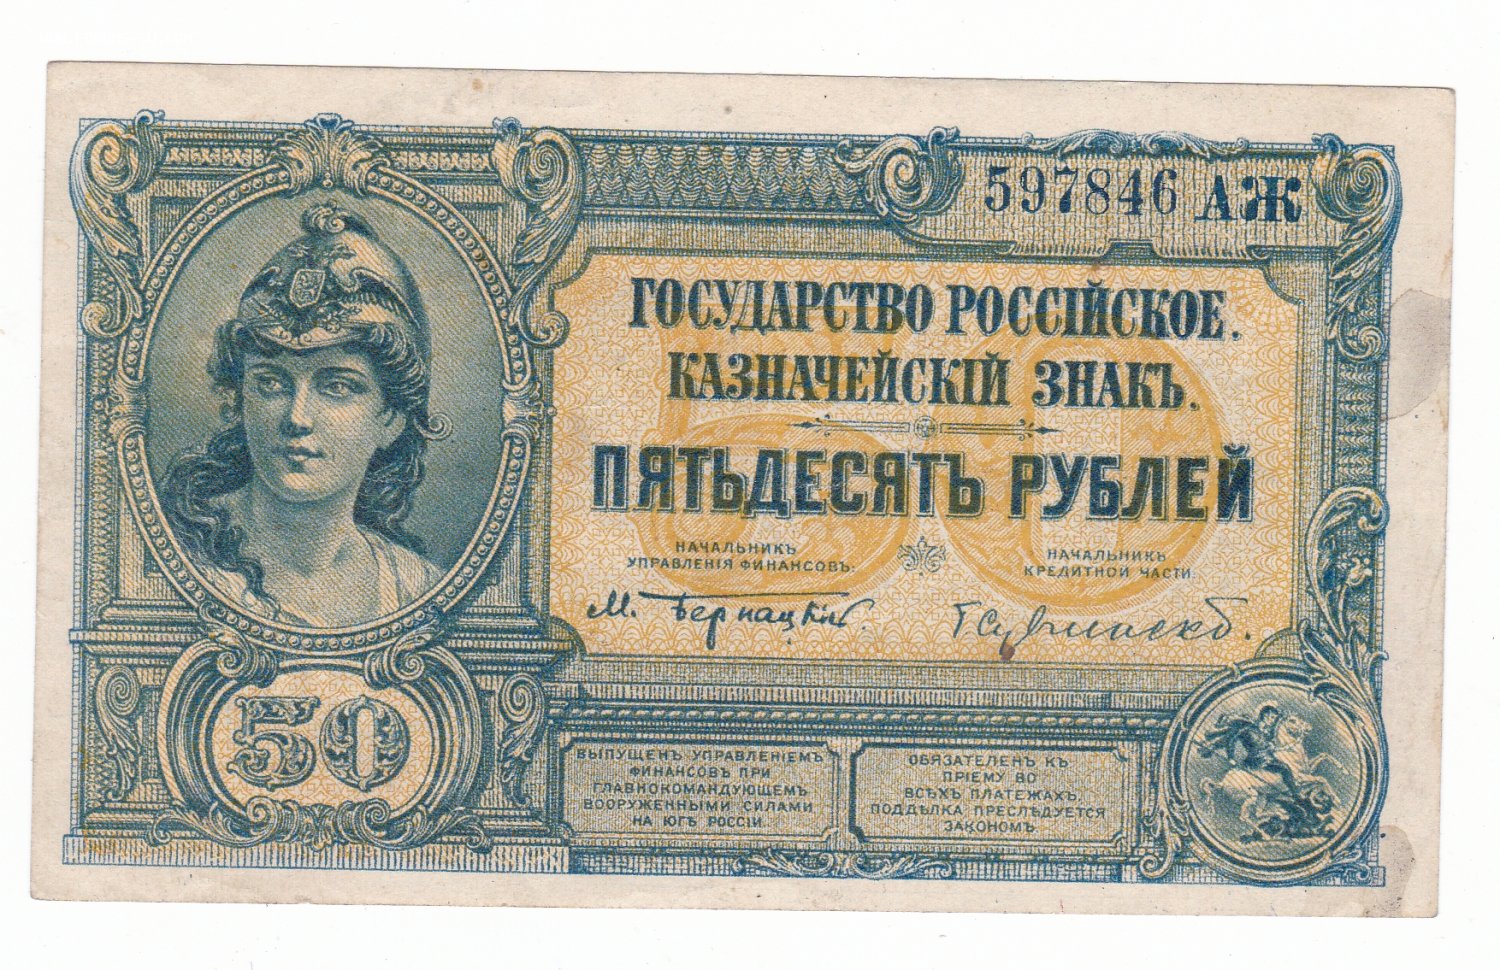 597846 АЖ
ГОСУДАРСТВО РОССІЙСКОЕ.
КАЗНАЧЕЙСКІЙ ЗНАКЪ.
ПЯТЬДЕСЯТЪ РУБЛЕЙ
НАЧАЛЬНИКЪ
УПРАВЛЕНІЯ ФИНАНСОВЪ.
НАЧАЛЬНИКЪ
КРЕДИТНОЙ ЧАСТИ.
М. Бернацкій.
50
ВЫПУЩЕНЪ УПРАВЛЕНІЕМЪ
ФИНАНСОВЪ ПРИ
ГЛАВНОКОМАНДУЮЩЕМЪ
ВООРУЖЕННЫМИ СИЛАМИ
НА ЮГѢ РОССІИ
ОБЯЗАТЕЛЕНЪ КЪ
ПРІЕМУ ВО
ВСѢХЪ ПЛАТЕЖАХЪ,
ПОДДѢЛКА ПРЕСЛѢДУЕТСЯ
ЗАКОНОМЪ